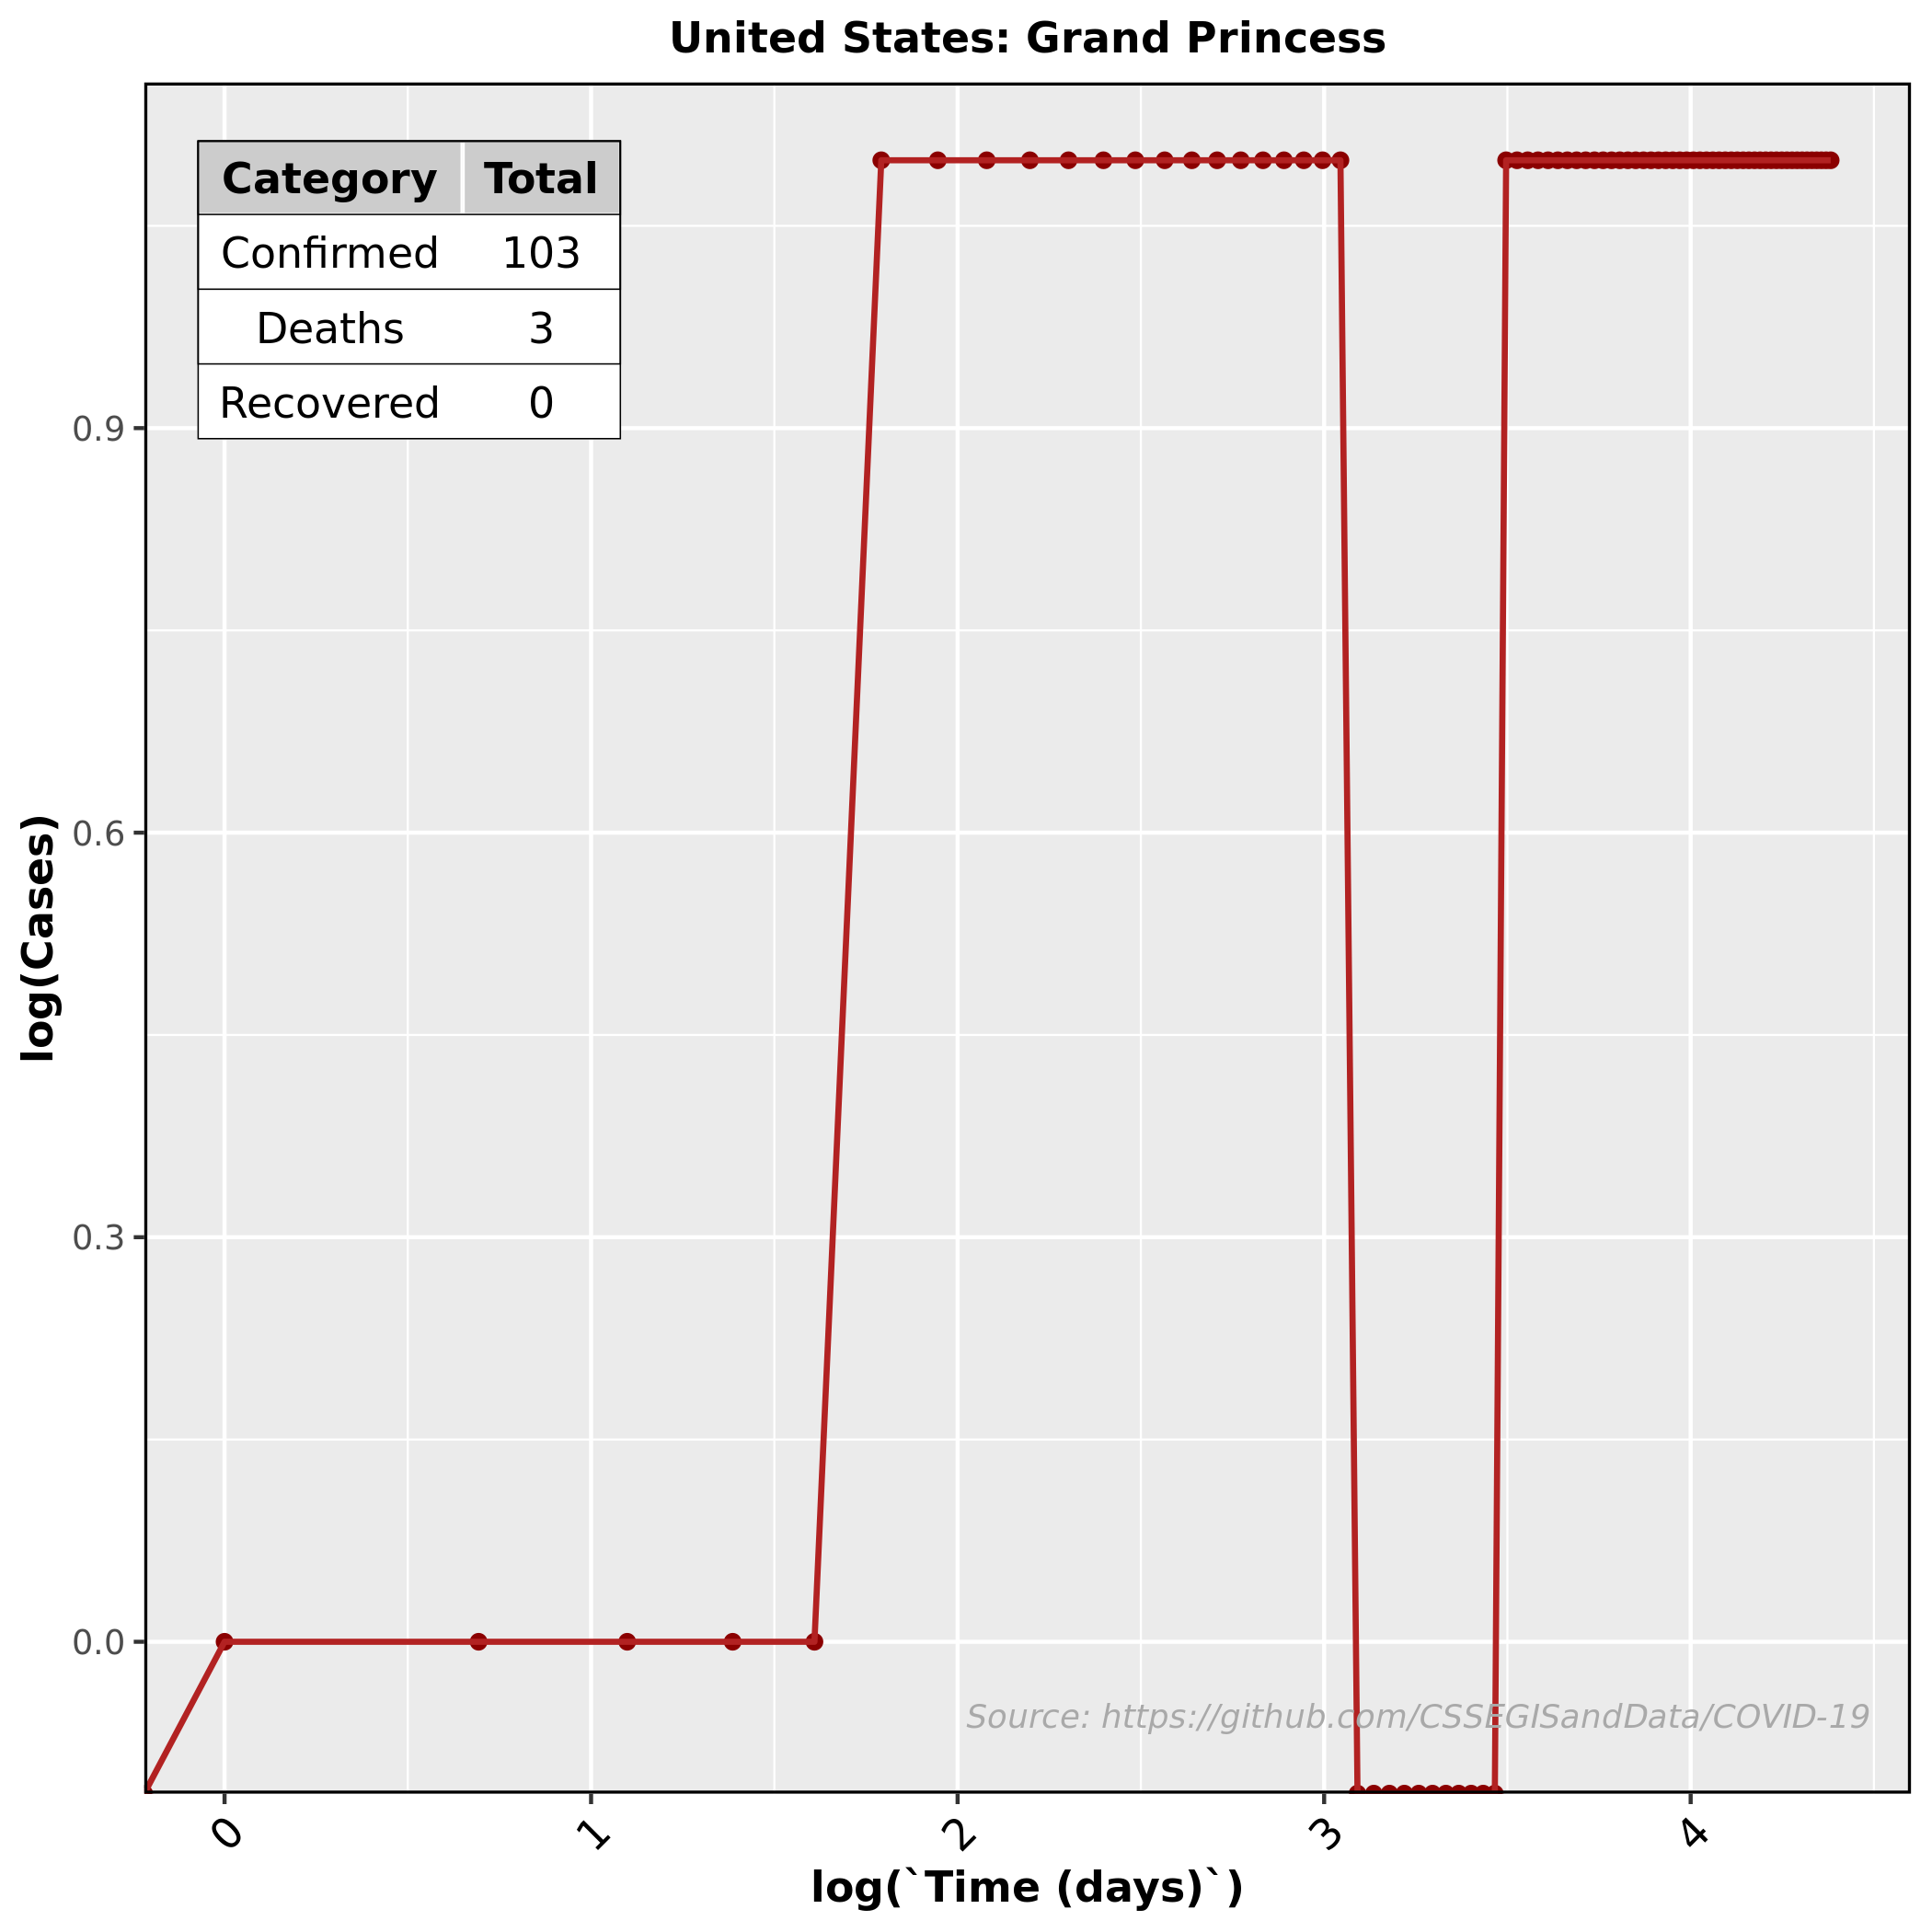 United States: Grand Princess
Category Total
Confirmed 103
Deaths 3
Recovered 0
0.9
0.6
0.3
0.0
log(Cases)
Source: https://github.com/CSSEGISandData/COVID-19
0 1 2 3 4
log(`Time (days)`)